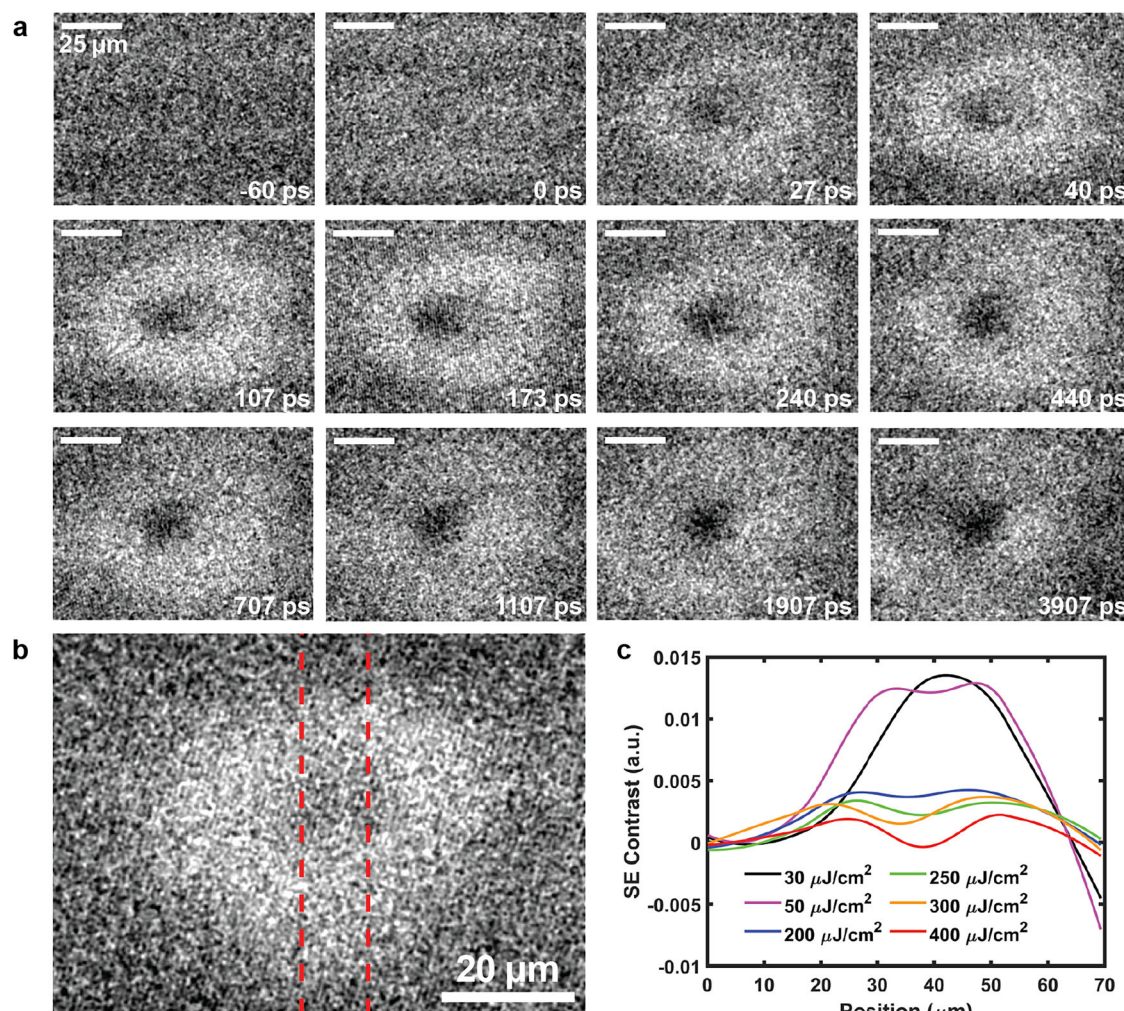 a
25 µm
-60 ps
0 ps
27 ps
40 ps
107 ps
173 ps
240 ps
440 ps
707 ps
1107 ps
1907 ps
3907 ps
b
20 µm
c
0.015
0.01
0.005
0
-0.005
-0.01
SE Contrast (a.u.)
30 µJ/cm²
50 µJ/cm²
200 µJ/cm²
250 µJ/cm²
300 µJ/cm²
400 µJ/cm²
0 10 20 30 40 50 60 70
Position (µm)